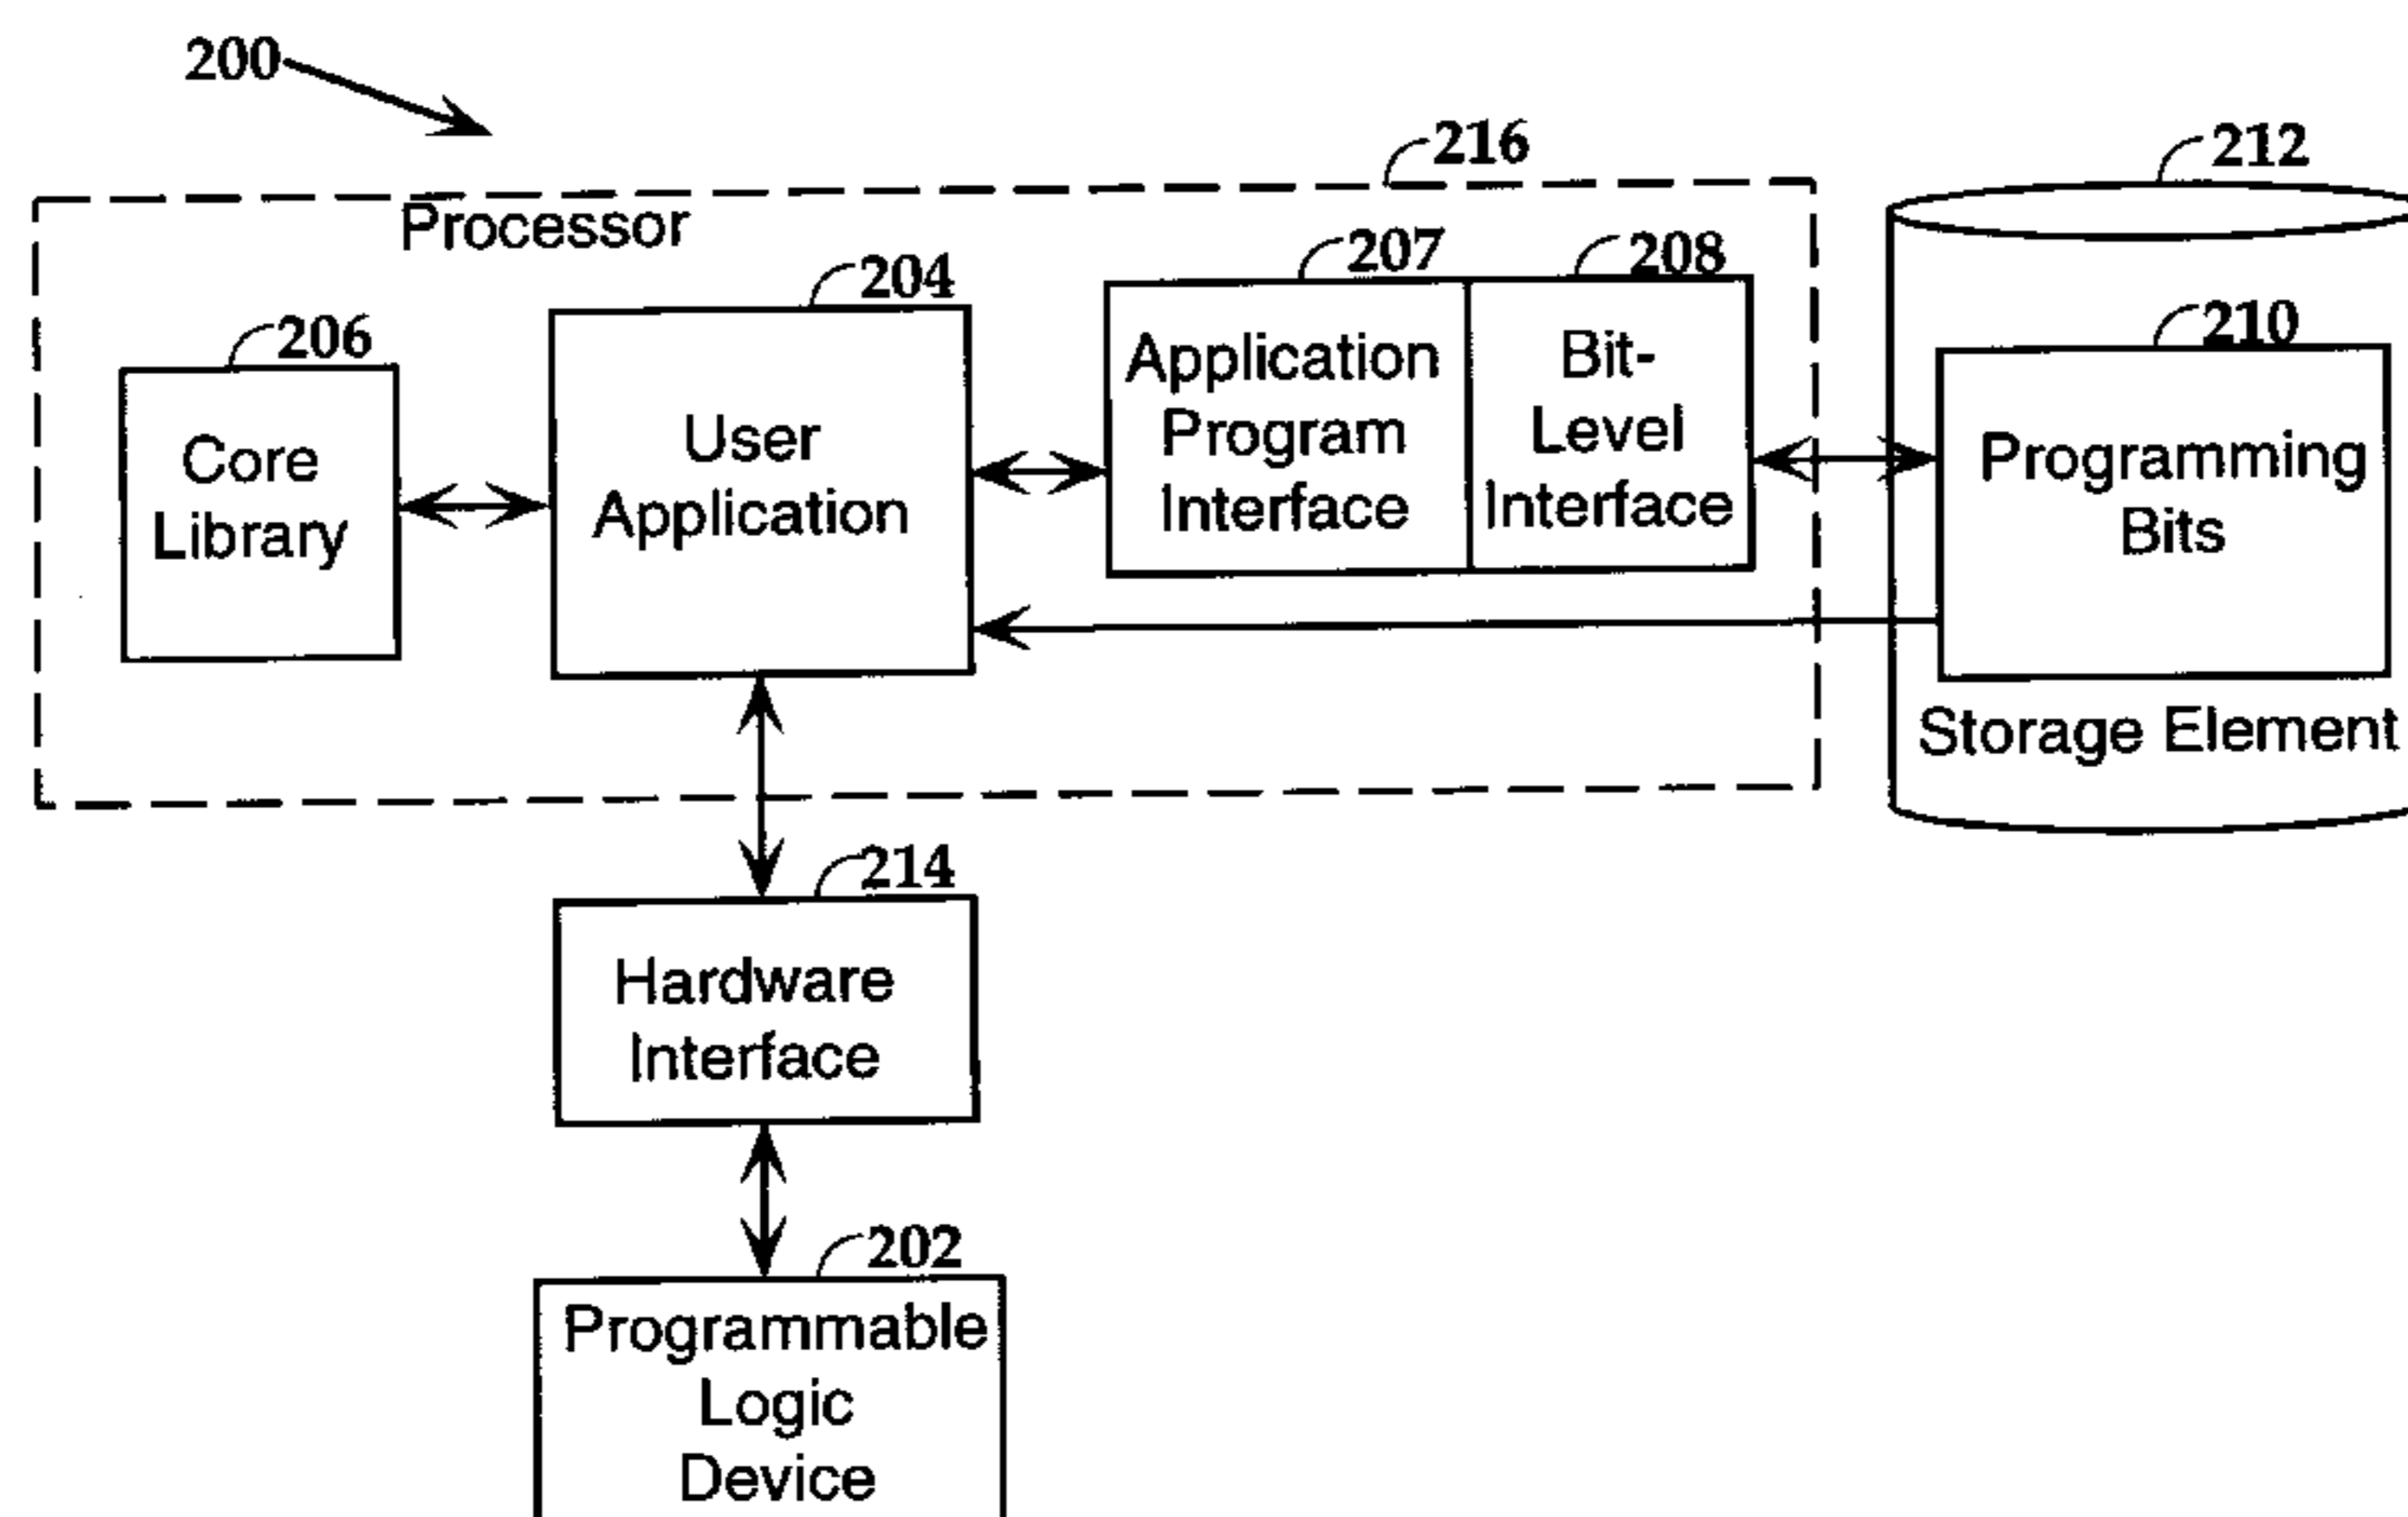 200
216
212
Processor
207
208
204
210
206
Application
Program
Interface
Bit-
Level
Interface
User
Application
Core
Library
Programming
Bits
Storage Element
214
Hardware
Interface
202
Programmable
Logic
Device